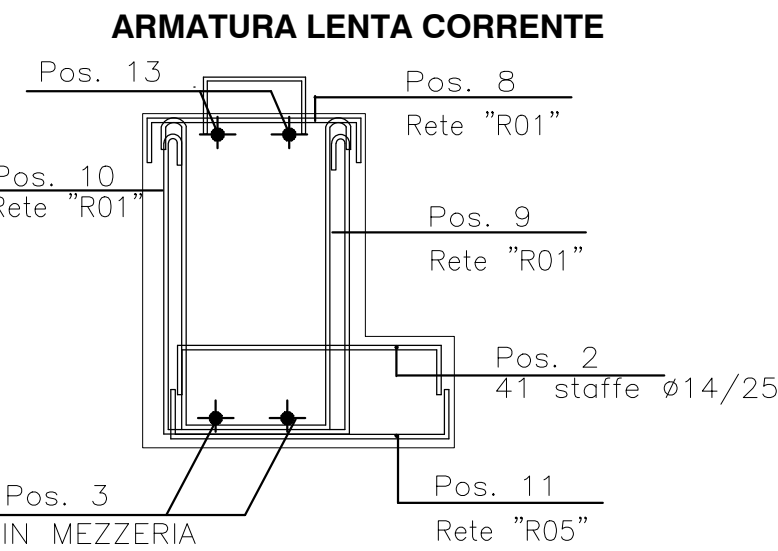 ARMATURA LENTA CORRENTE
Pos. 13
Pos. 8
Rete "R01"
Pos. 10
Rete "R01"
Pos. 9
Rete "R01"
Pos. 2
41 staffe ø14/25
Pos. 3
IN MEZZERIA
Pos. 11
Rete "R05"